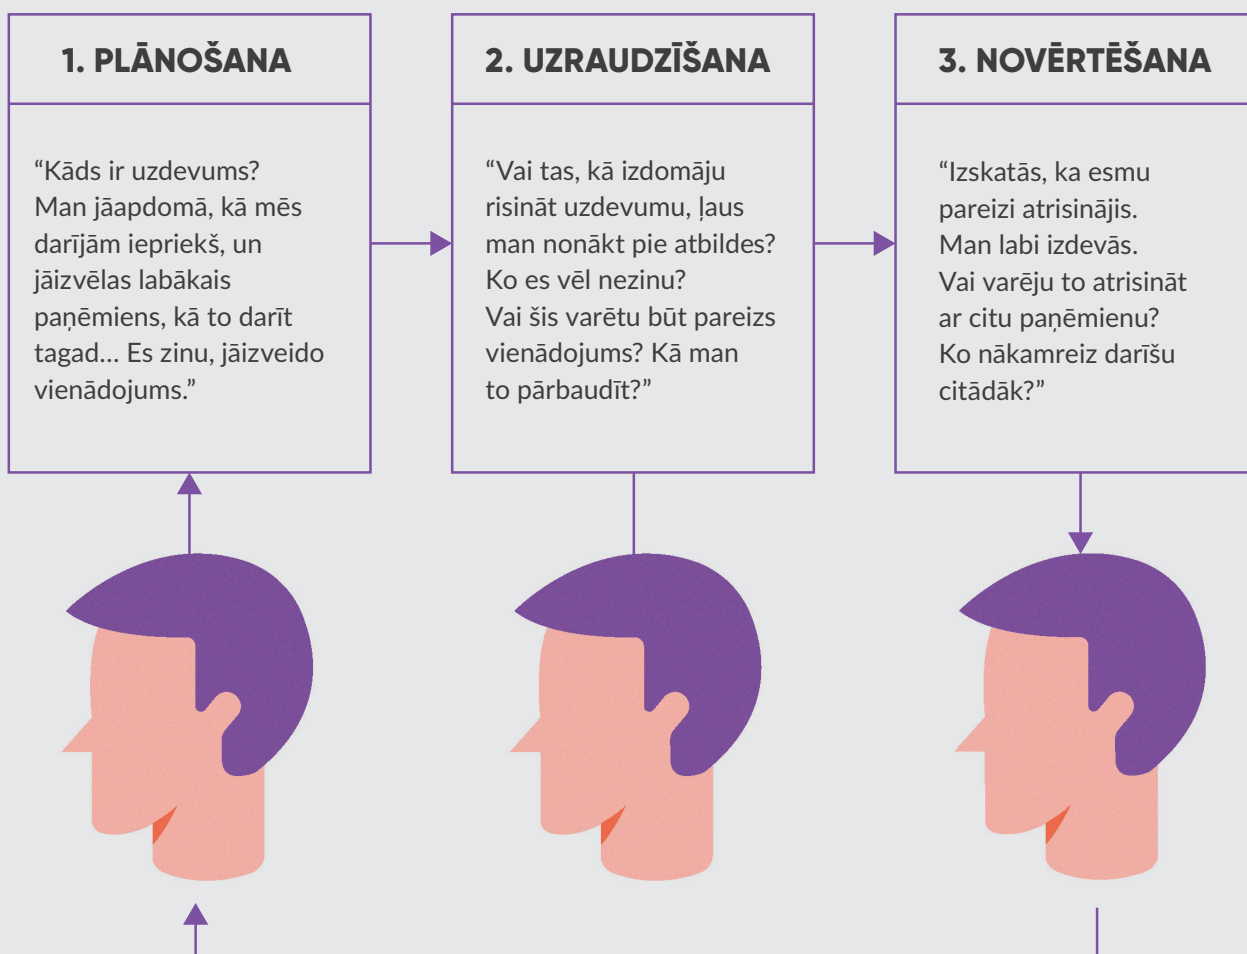 1. PLĀNOŠANA
“Kāds ir uzdevums?
Man jāapdomā, kā mēs
darījām iepriekš, un
jāizvēlas labākais
paņēmiens, kā to darīt
tagad... Es zinu, jāizveido
vienādojums.”
2. UZRAUDZĪŠANA
“Vai tas, kā izdomāju
risināt uzdevumu, ļaus
man nonākt pie atbildes?
Ko es vēl nezinu?
Vai šis varētu būt pareizs
vienādojums? Kā man
to pārbaudīt?”
3. NOVĒRTĒŠANA
“Izskatās, ka esmu
pareizi atrisinājis.
Man labi izdevās.
Vai varēju to atrisināt
ar citu paņēmienu?
Ko nākamreiz darīšu
citādāk?”